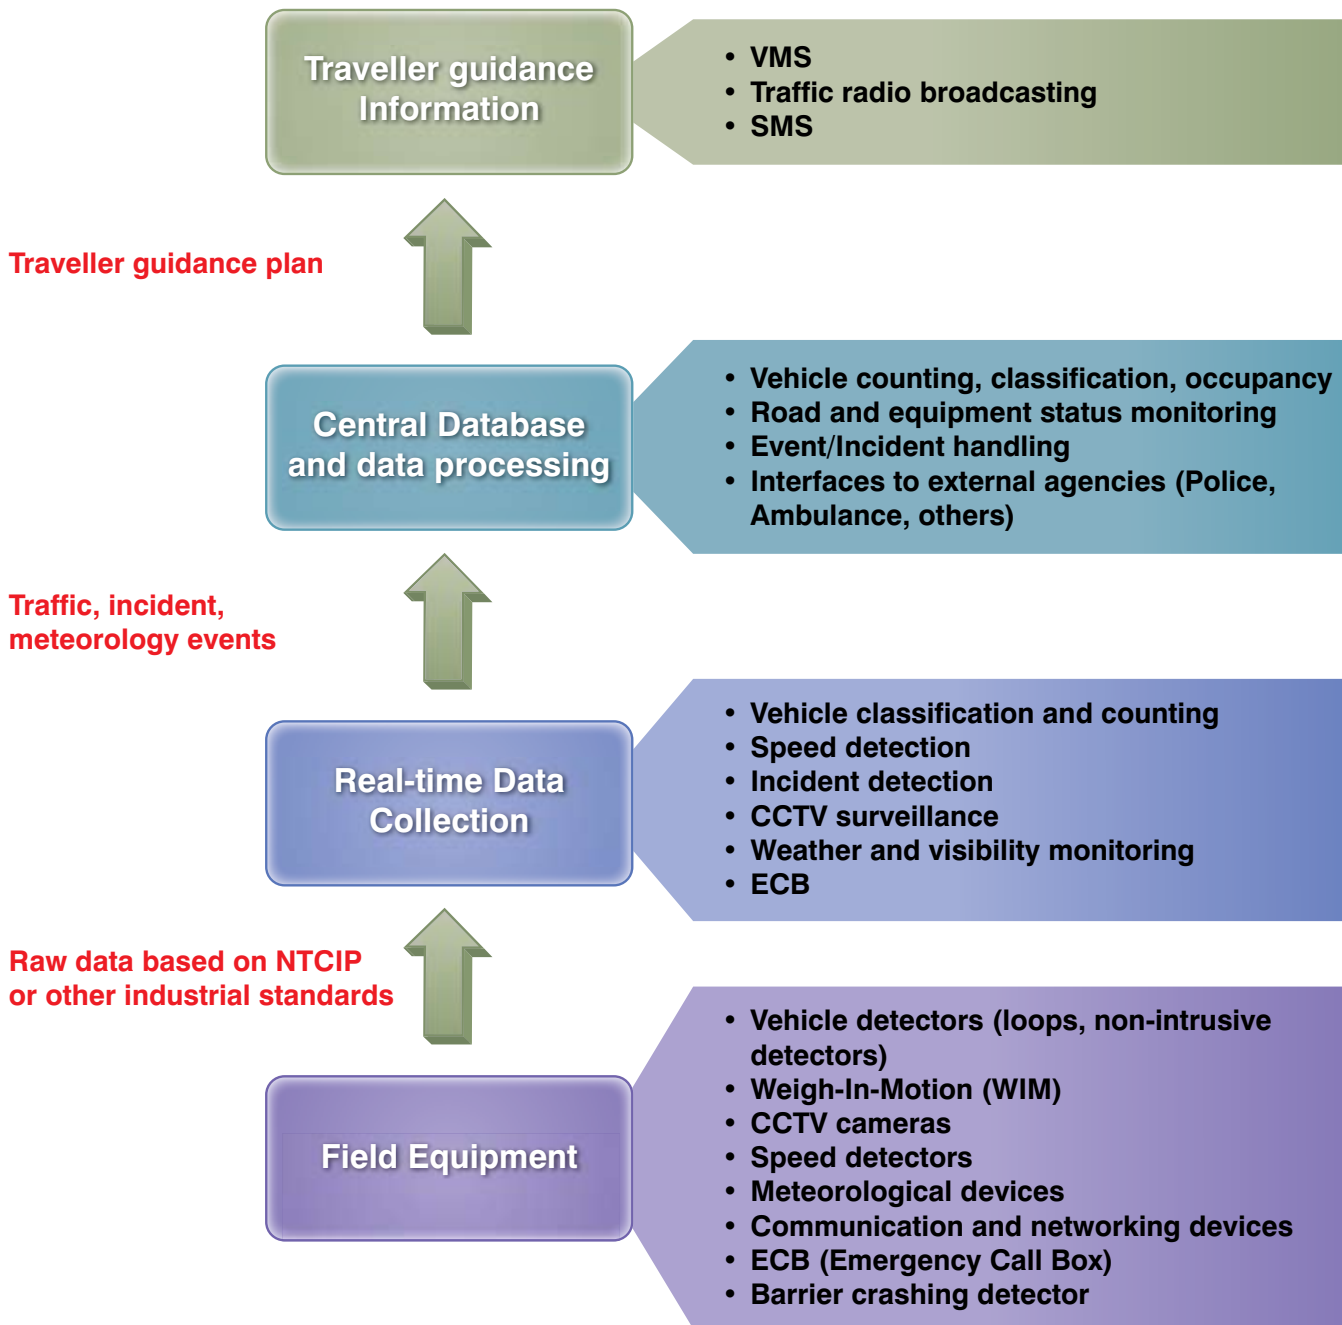 Traveller guidance
Information
• VMS
• Traffic radio broadcasting
• SMS
Traveller guidance plan
Central Database
and data processing
• Vehicle counting, classification, occupancy
• Road and equipment status monitoring
• Event/Incident handling
• Interfaces to external agencies (Police,
Ambulance, others)
Traffic, incident,
meteorology events
Real-time Data
Collection
• Vehicle classification and counting
• Speed detection
• Incident detection
• CCTV surveillance
• Weather and visibility monitoring
• ECB
Raw data based on NTCIP
or other industrial standards
Field Equipment
• Vehicle detectors (loops, non-intrusive
detectors)
• Weigh-In-Motion (WIM)
• CCTV cameras
• Speed detectors
• Meteorological devices
• Communication and networking devices
• ECB (Emergency Call Box)
• Barrier crashing detector